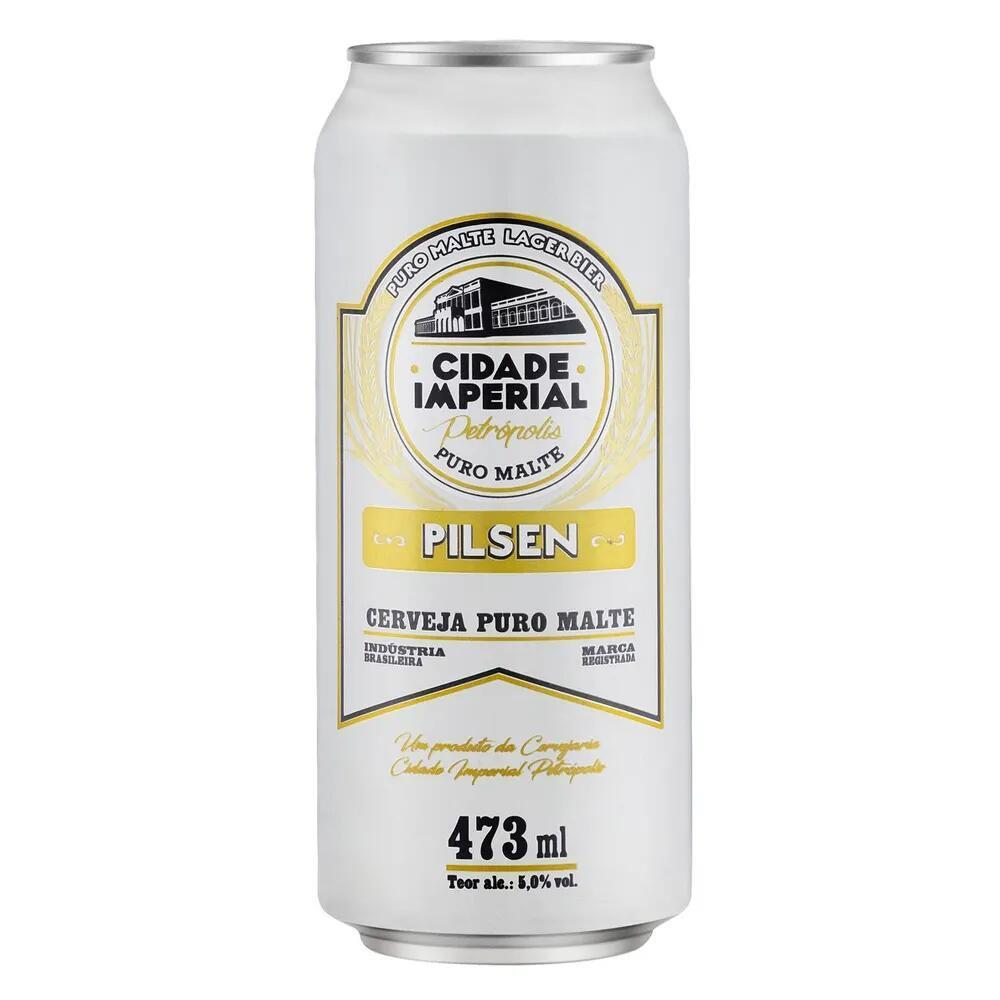 PURO MALTE LAGER BIER
CIDADE
IMPERIAL
Petrópolis
PURO MALTE
PILSEN
CERVEJA PURO MALTE
INDÚSTRIA
BRASILEIRA
MARCA
REGISTRADA
Um produto da Cervejaria
Cidade Imperial Petrópolis
473 ml
Teor alc.: 5,0% vol.